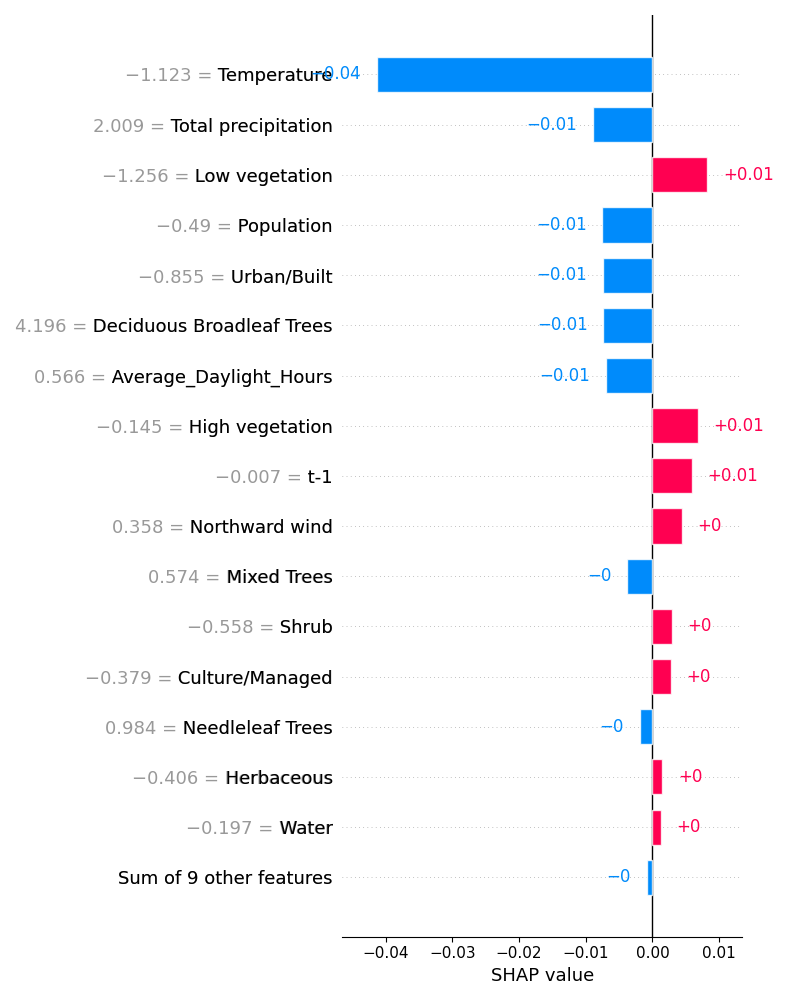 −1.123 = Temperature −0.04
2.009 = Total precipitation −0.01
−1.256 = Low vegetation +0.01
−0.49 = Population −0.01
−0.855 = Urban/Built −0.01
4.196 = Deciduous Broadleaf Trees −0.01
0.566 = Average_Daylight_Hours −0.01
−0.145 = High vegetation +0.01
−0.007 = t-1 +0.01
0.358 = Northward wind +0
0.574 = Mixed Trees −0
−0.558 = Shrub +0
−0.379 = Culture/Managed +0
0.984 = Needleleaf Trees −0
−0.406 = Herbaceous +0
−0.197 = Water +0
Sum of 9 other features −0
−0.04 −0.03 −0.02 −0.01 0.00 0.01
SHAP value